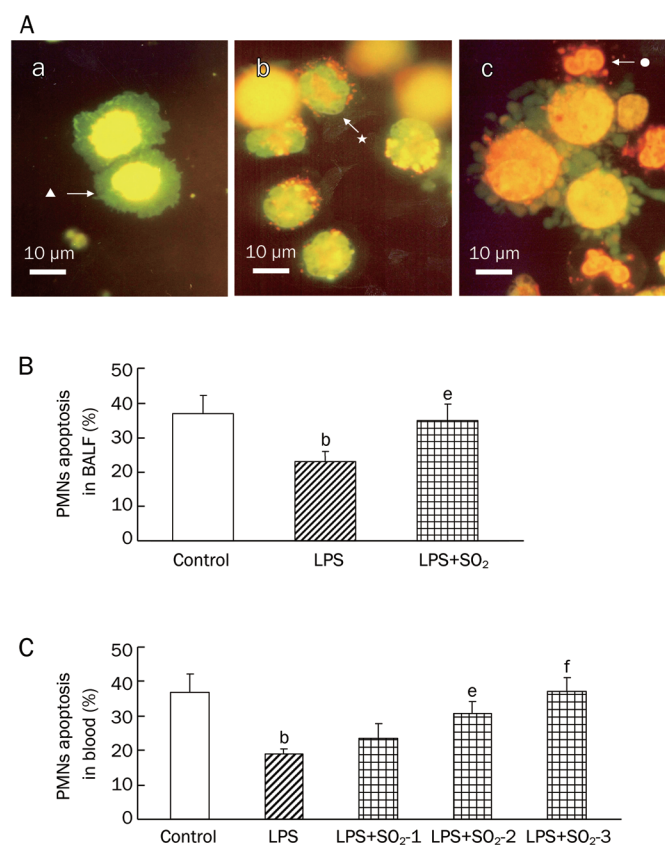 A
a
b
c
10 µm
10 µm
10 µm
B
PMNs apoptosis
in BALF (%)
50
40
30
20
10
0
b
e
Control
LPS
LPS+SO₂
C
PMNs apoptosis
in blood (%)
50
40
30
20
10
0
b
e
f
Control
LPS
LPS+SO₂-1
LPS+SO₂-2
LPS+SO₂-3